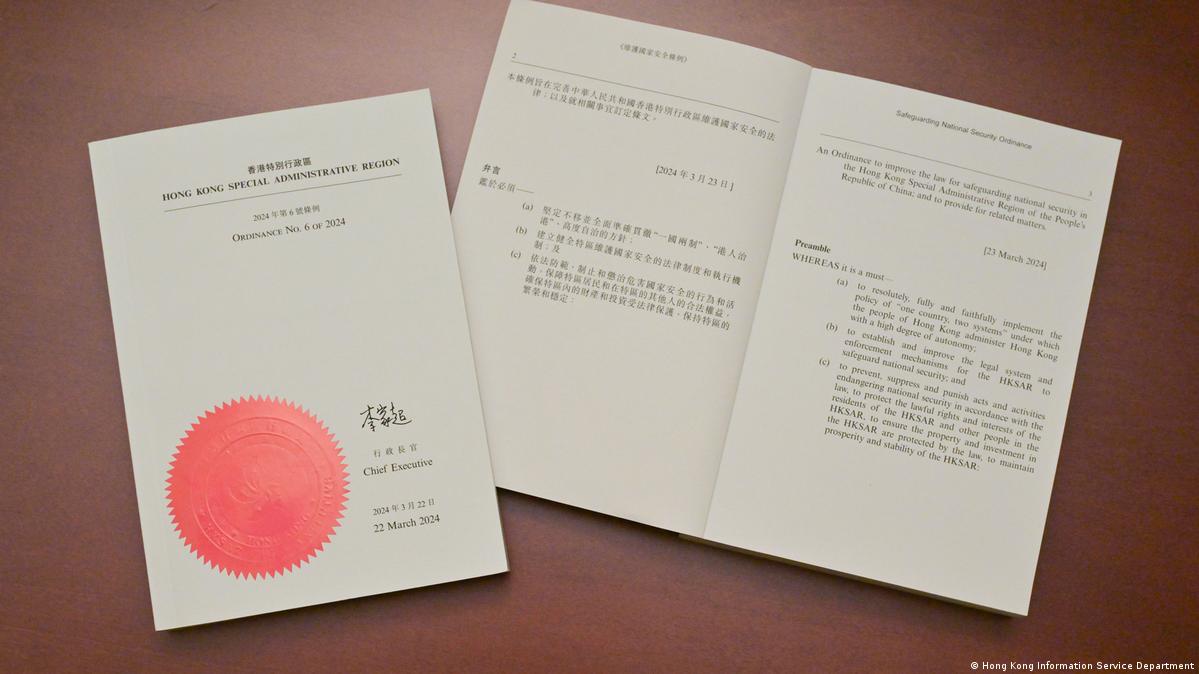 香港特別行政區
HONG KONG SPECIAL ADMINISTRATIVE REGION
2024 年第 6 號條例
ORDINANCE NO. 6 OF 2024
李家超
行政長官
Chief Executive
2024 年 3 月 22 日
22 March 2024
《維護國家安全條例》
2
本條例旨在完善中華人民共和國香港特別行政區維護國家安全的法
律；以及就相關事宜訂定條文。
[2024 年 3 月 23 日]
弁言
鑑於必須——
(a) 堅定不移並全面準確貫徹“一國兩制”、“港人治
港”、高度自治的方針；
(b) 建立健全特區維護國家安全的法律制度和執行機
制；及
(c) 依法防範、制止和懲治危害國家安全的行為和活
動，保障特區居民和在特區的其他人的合法權益，
確保特區內的財產和投資受法律保護，保持特區的
繁榮和穩定：
Safeguarding National Security Ordinance
3
An Ordinance to improve the law for safeguarding national security in
the Hong Kong Special Administrative Region of the People's
Republic of China; and to provide for related matters.
[23 March 2024]
Preamble
WHEREAS it is a must—
(a) to resolutely, fully and faithfully implement the
policy of “one country, two systems” under which
the people of Hong Kong administer Hong Kong
with a high degree of autonomy;
(b) to establish and improve the legal system and
enforcement mechanisms for the HKSAR to
safeguard national security; and
(c) to prevent, suppress and punish acts and activities
endangering national security in accordance with the
law, to protect the lawful rights and interests of the
residents of the HKSAR and other people in the
HKSAR, to ensure the property and investment in
the HKSAR are protected by the law, to maintain
prosperity and stability of the HKSAR:
© Hong Kong Information Service Department